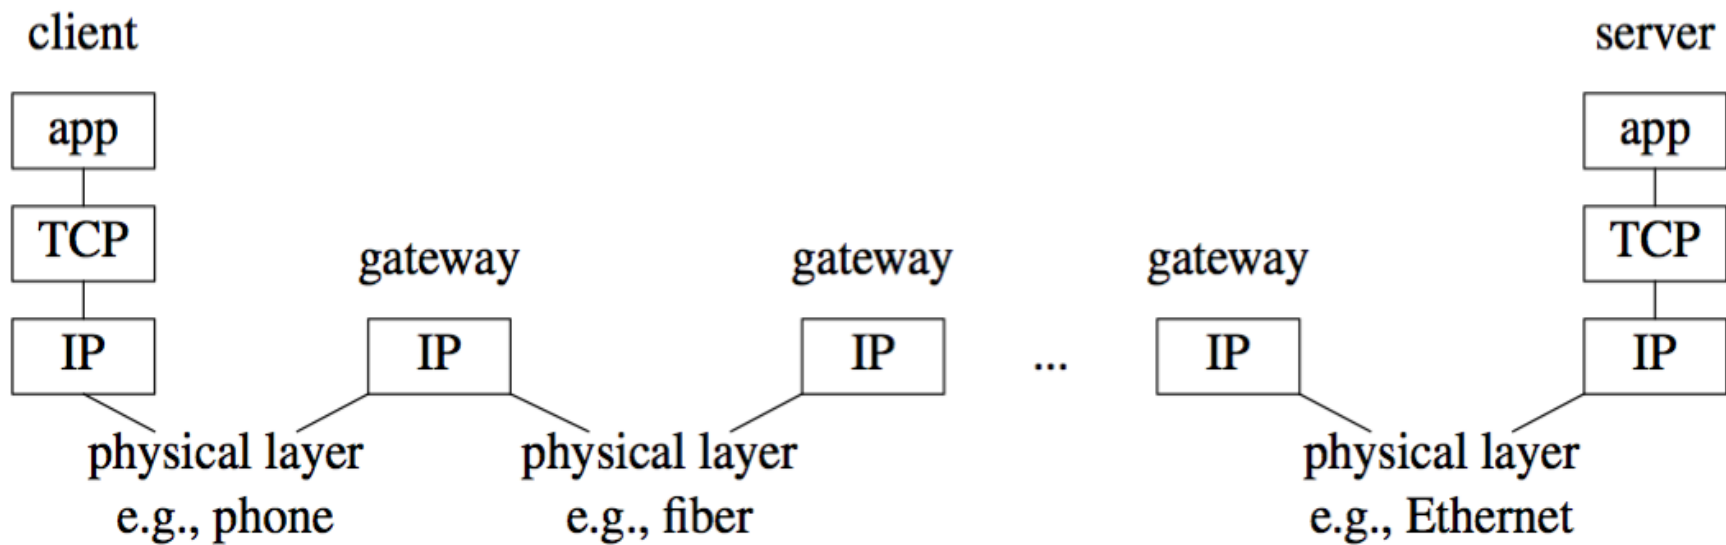 client
server
app
app
TCP
TCP
gateway
gateway
gateway
IP
IP
IP
...
IP
IP
physical layer
e.g., phone
physical layer
e.g., fiber
physical layer
e.g., Ethernet